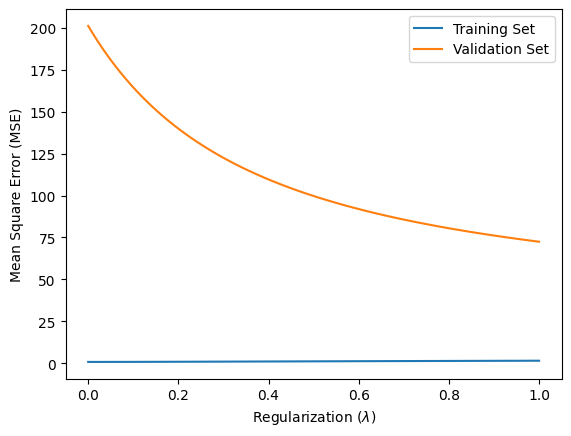 200
175
150
125
100
75
50
25
0
Mean Square Error (MSE)
Training Set
Validation Set
0.0 0.2 0.4 0.6 0.8 1.0
Regularization (λ)